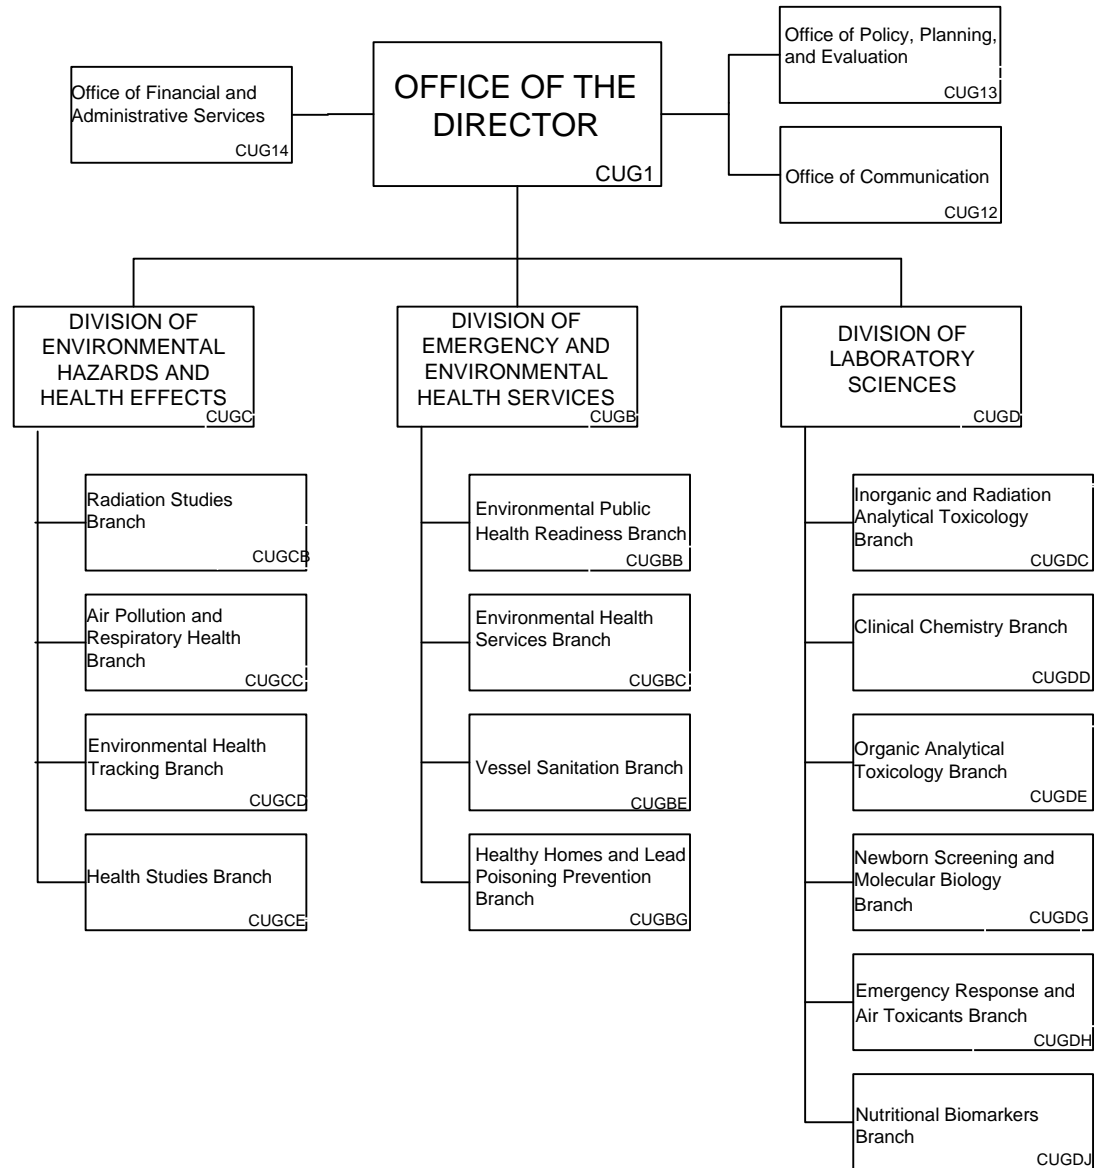 Office of Policy, Planning,
and Evaluation
CUG13
OFFICE OF THE
DIRECTOR
CUG1
Office of Financial and
Administrative Services
CUG14
Office of Communication
CUG12
DIVISION OF
ENVIRONMENTAL
HAZARDS AND
HEALTH EFFECTS
CUGC
DIVISION OF
EMERGENCY AND
ENVIRONMENTAL
HEALTH SERVICES
CUGB
DIVISION OF
LABORATORY
SCIENCES
CUGD
Radiation Studies
Branch
CUGCB
Air Pollution and
Respiratory Health
Branch
CUGCC
Environmental Health
Tracking Branch
CUGCD
Health Studies Branch
CUGCE
Environmental Public
Health Readiness Branch
CUGBB
Environmental Health
Services Branch
CUGBC
Vessel Sanitation Branch
CUGBE
Healthy Homes and Lead
Poisoning Prevention
Branch
CUGBG
Inorganic and Radiation
Analytical Toxicology
Branch
CUGDC
Clinical Chemistry Branch
CUGDD
Organic Analytical
Toxicology Branch
CUGDE
Newborn Screening and
Molecular Biology
Branch
CUGDG
Emergency Response and
Air Toxicants Branch
CUGDH
Nutritional Biomarkers
Branch
CUGDJ